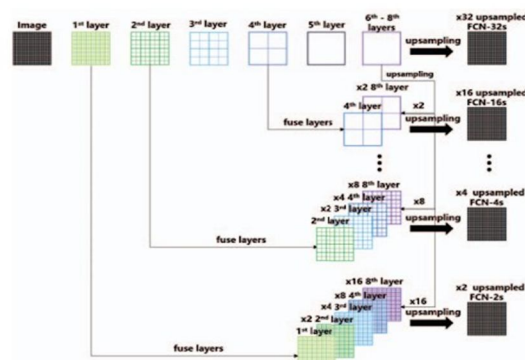 Image
1st layer
2nd layer
3rd layer
4th layer
5th layer
6th - 8th
layers
x32 upsampled
FCN-32s
upsampling
upsampling
x2 8th layer
4th layer
x2
upsampling
x16 upsampled
FCN-16s
fuse layers
x8 8th layer
x4 4th layer
x2 3rd layer
2nd layer
x8
upsampling
x4 upsampled
FCN-4s
fuse layers
x16 8th layer
x8 4th layer
x4 3rd layer
x2 2nd layer
1st layer
x16
upsampling
x2 upsampled
FCN-2s
fuse layers